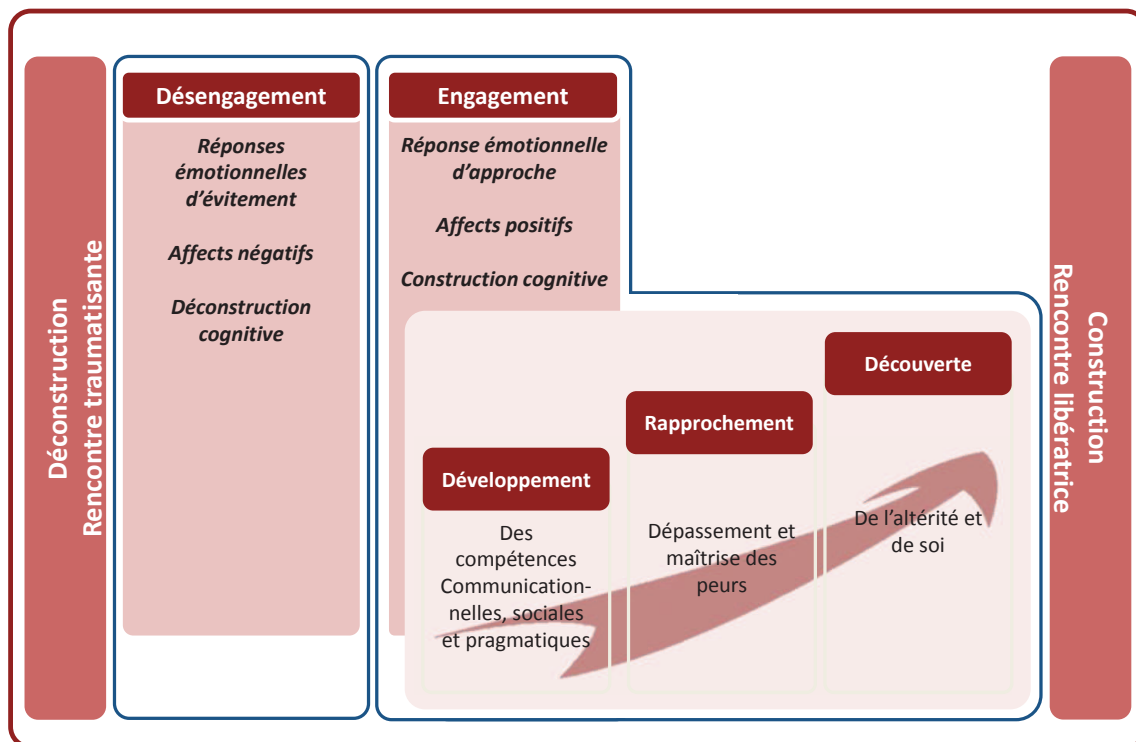 Déconstruction
Rencontre traumatisante
Désengagement
Réponses
émotionnelles
d’évitement
Affects négatifs
Déconstruction
cognitive
Engagement
Réponse émotionnelle
d’approche
Affects positifs
Construction cognitive
Développement
Des
compétences
Communication-
nelles, sociales
et pragmatiques
Rapprochement
Dépassement et
maîtrise des
peurs
Découverte
De l’altérité et
de soi
Construction
Rencontre libératrice